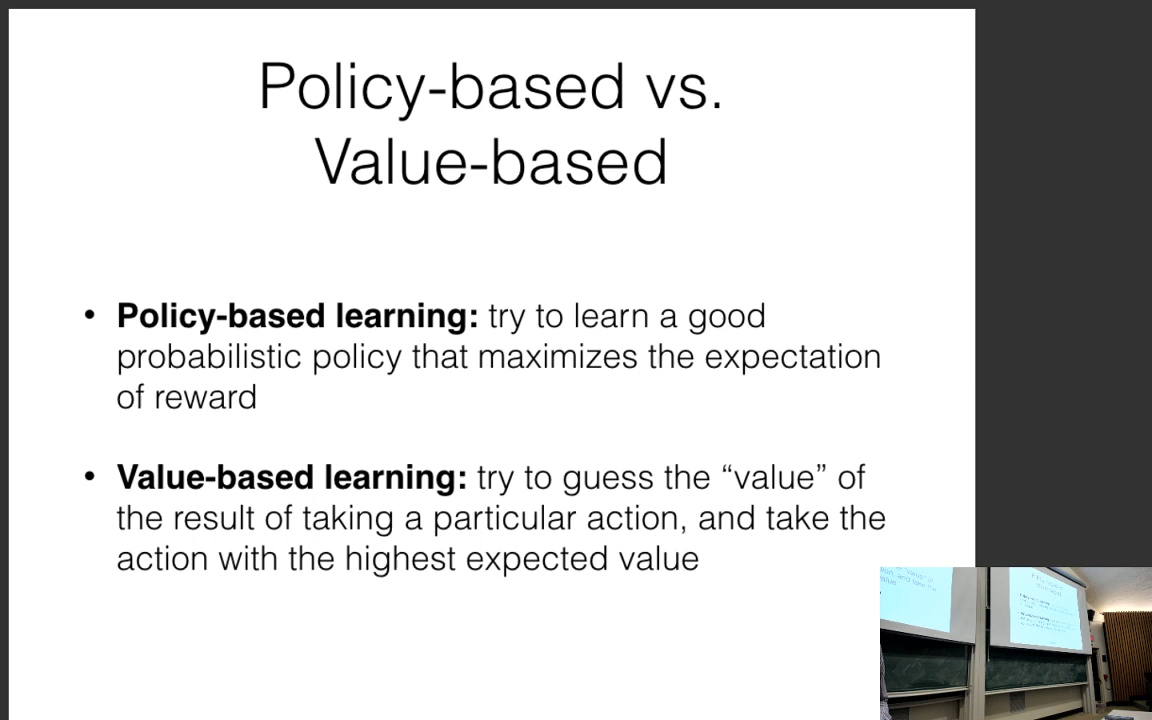 Policy-based vs.
Value-based
• Policy-based learning: try to learn a good
probabilistic policy that maximizes the expectation
of reward
• Value-based learning: try to guess the “value” of
the result of taking a particular action, and take the
action with the highest expected value